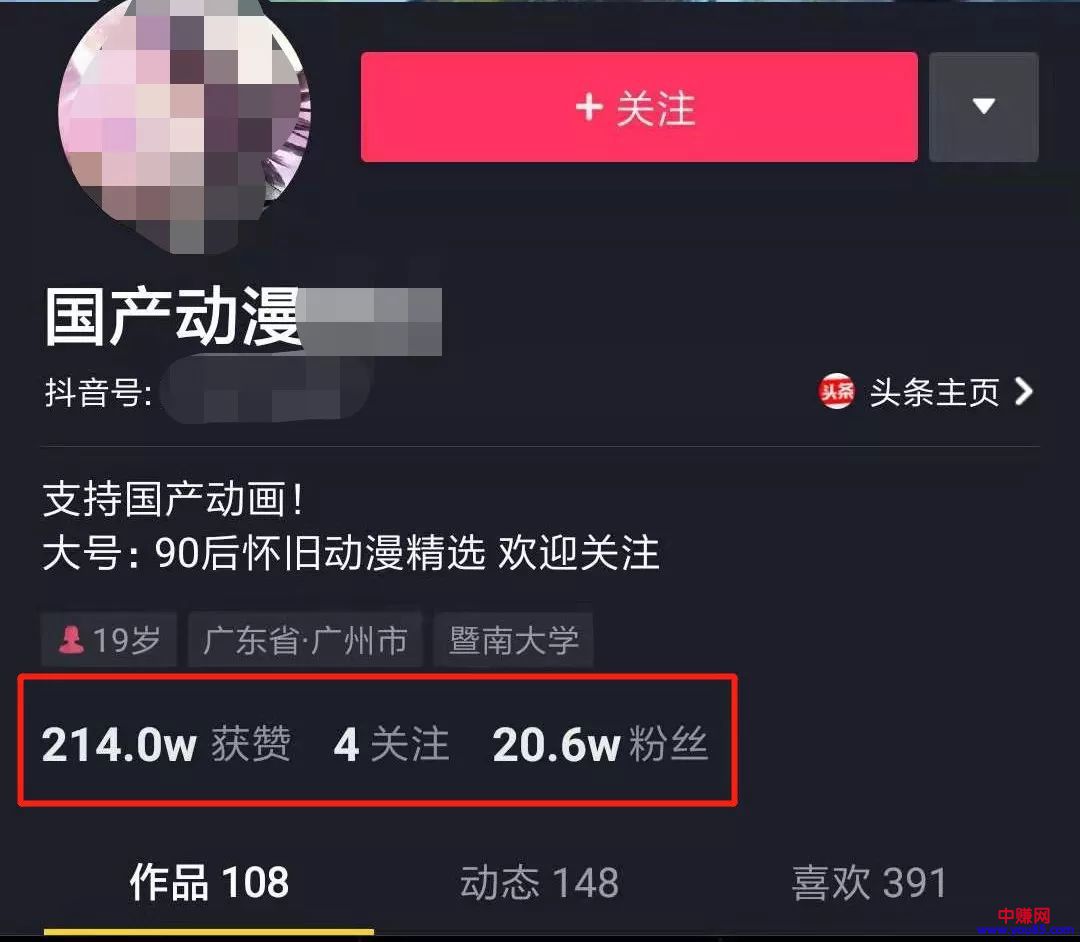 + 关注
国产动漫
抖音号:
头条 头条主页
支持国产动画！
大号：90后怀旧动漫精选 欢迎关注
19岁 广东省·广州市 暨南大学
214.0w 获赞 4 关注 20.6w 粉丝
作品 108 动态 148 喜欢 391
中赚网